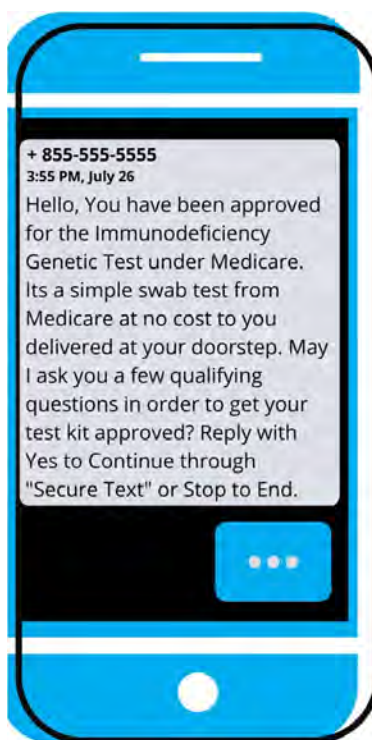 + 855-555-5555
3:55 PM, July 26
Hello, You have been approved
for the Immunodeficiency
Genetic Test under Medicare.
Its a simple swab test from
Medicare at no cost to you
delivered at your doorstep. May
I ask you a few qualifying
questions in order to get your
test kit approved? Reply with
Yes to Continue through
"Secure Text" or Stop to End.